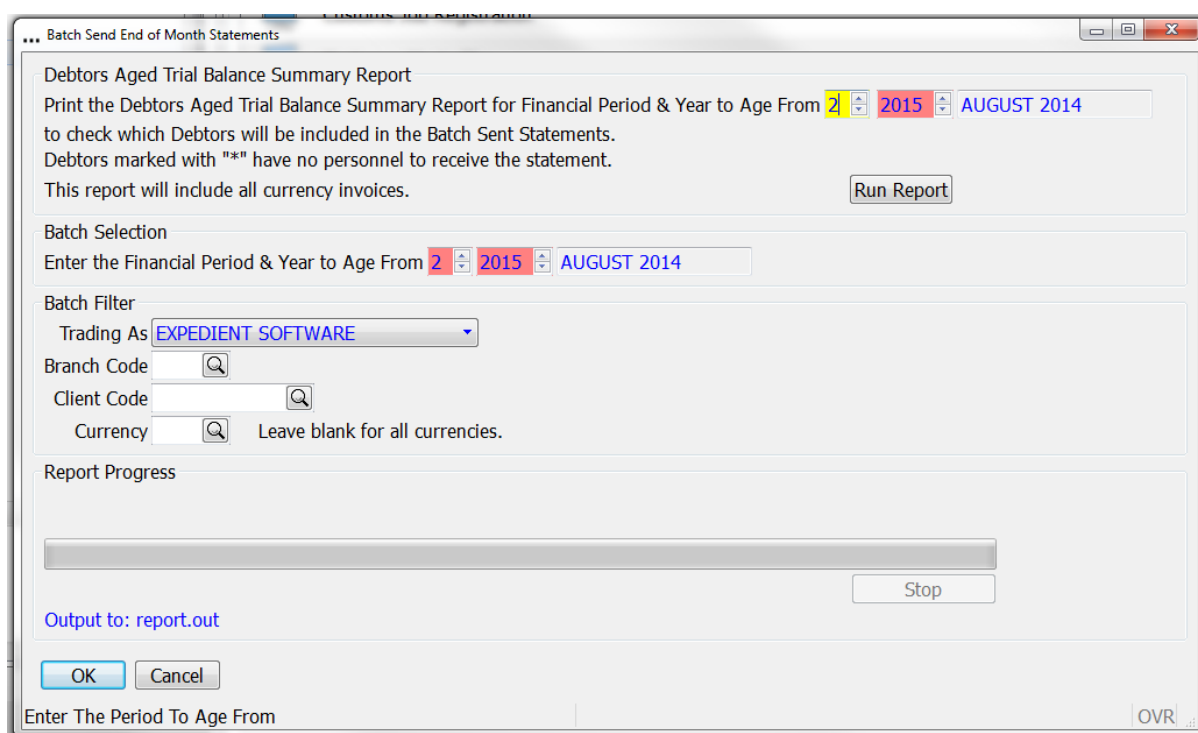 Customs Job Registration
... Batch Send End of Month Statements
Debtors Aged Trial Balance Summary Report
Print the Debtors Aged Trial Balance Summary Report for Financial Period & Year to Age From 2 2015 AUGUST 2014
to check which Debtors will be included in the Batch Sent Statements.
Debtors marked with "*" have no personnel to receive the statement.
This report will include all currency invoices. Run Report
Batch Selection
Enter the Financial Period & Year to Age From 2 2015 AUGUST 2014
Batch Filter
Trading As EXPEDIENT SOFTWARE
Branch Code
Client Code
Currency Leave blank for all currencies.
Report Progress
Stop
Output to: report.out
OK Cancel
Enter The Period To Age From OVR